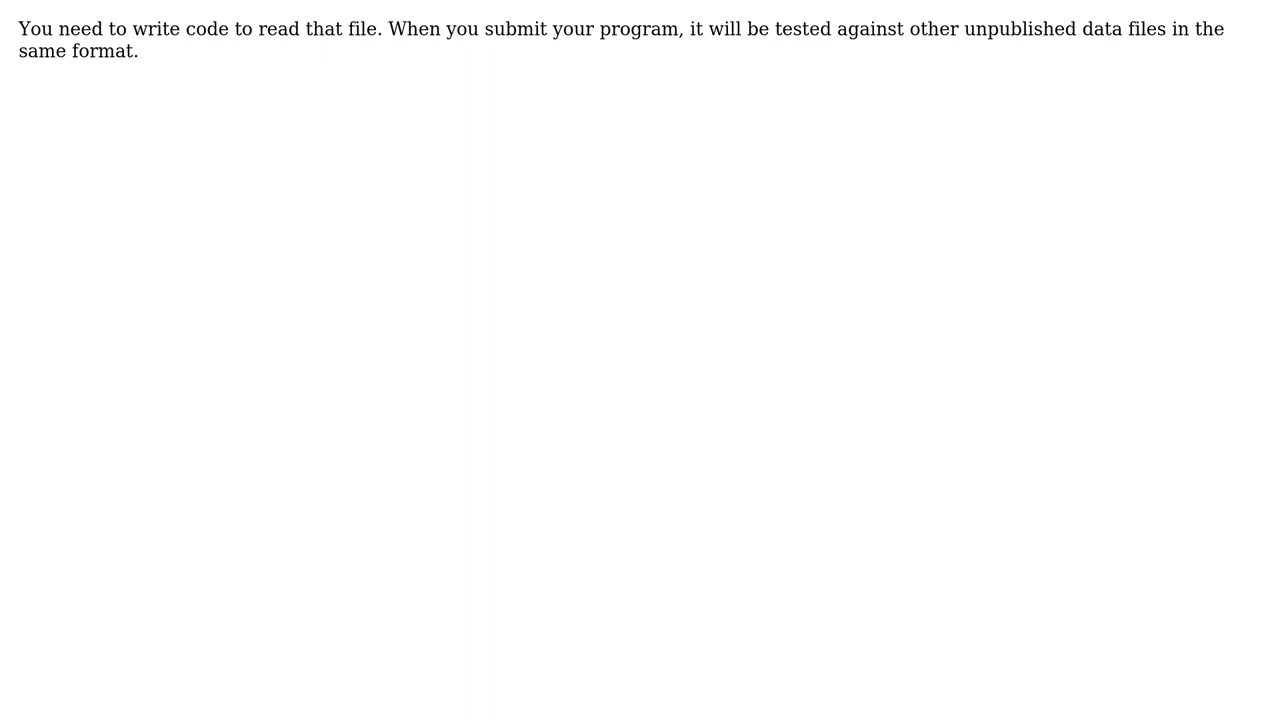 You need to write code to read that file. When you submit your program, it will be tested against other unpublished data files in the
same format.